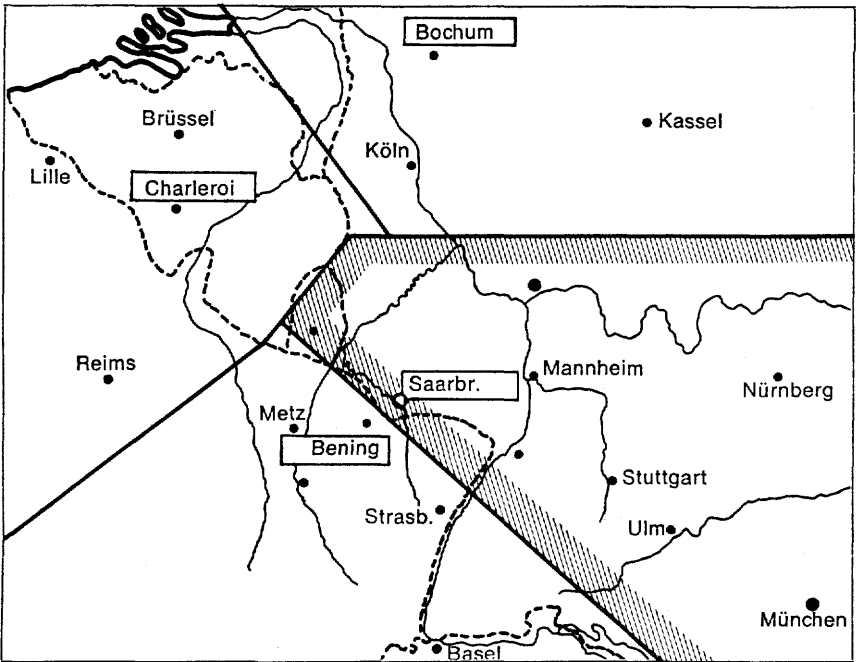 Bochum
Brüssel
Kassel
Köln
Lille
Charleroi
Reims
Saarbr.
Mannheim
Nürnberg
Metz
Bening
Stuttgart
Strasb.
Ulm
München
Basel